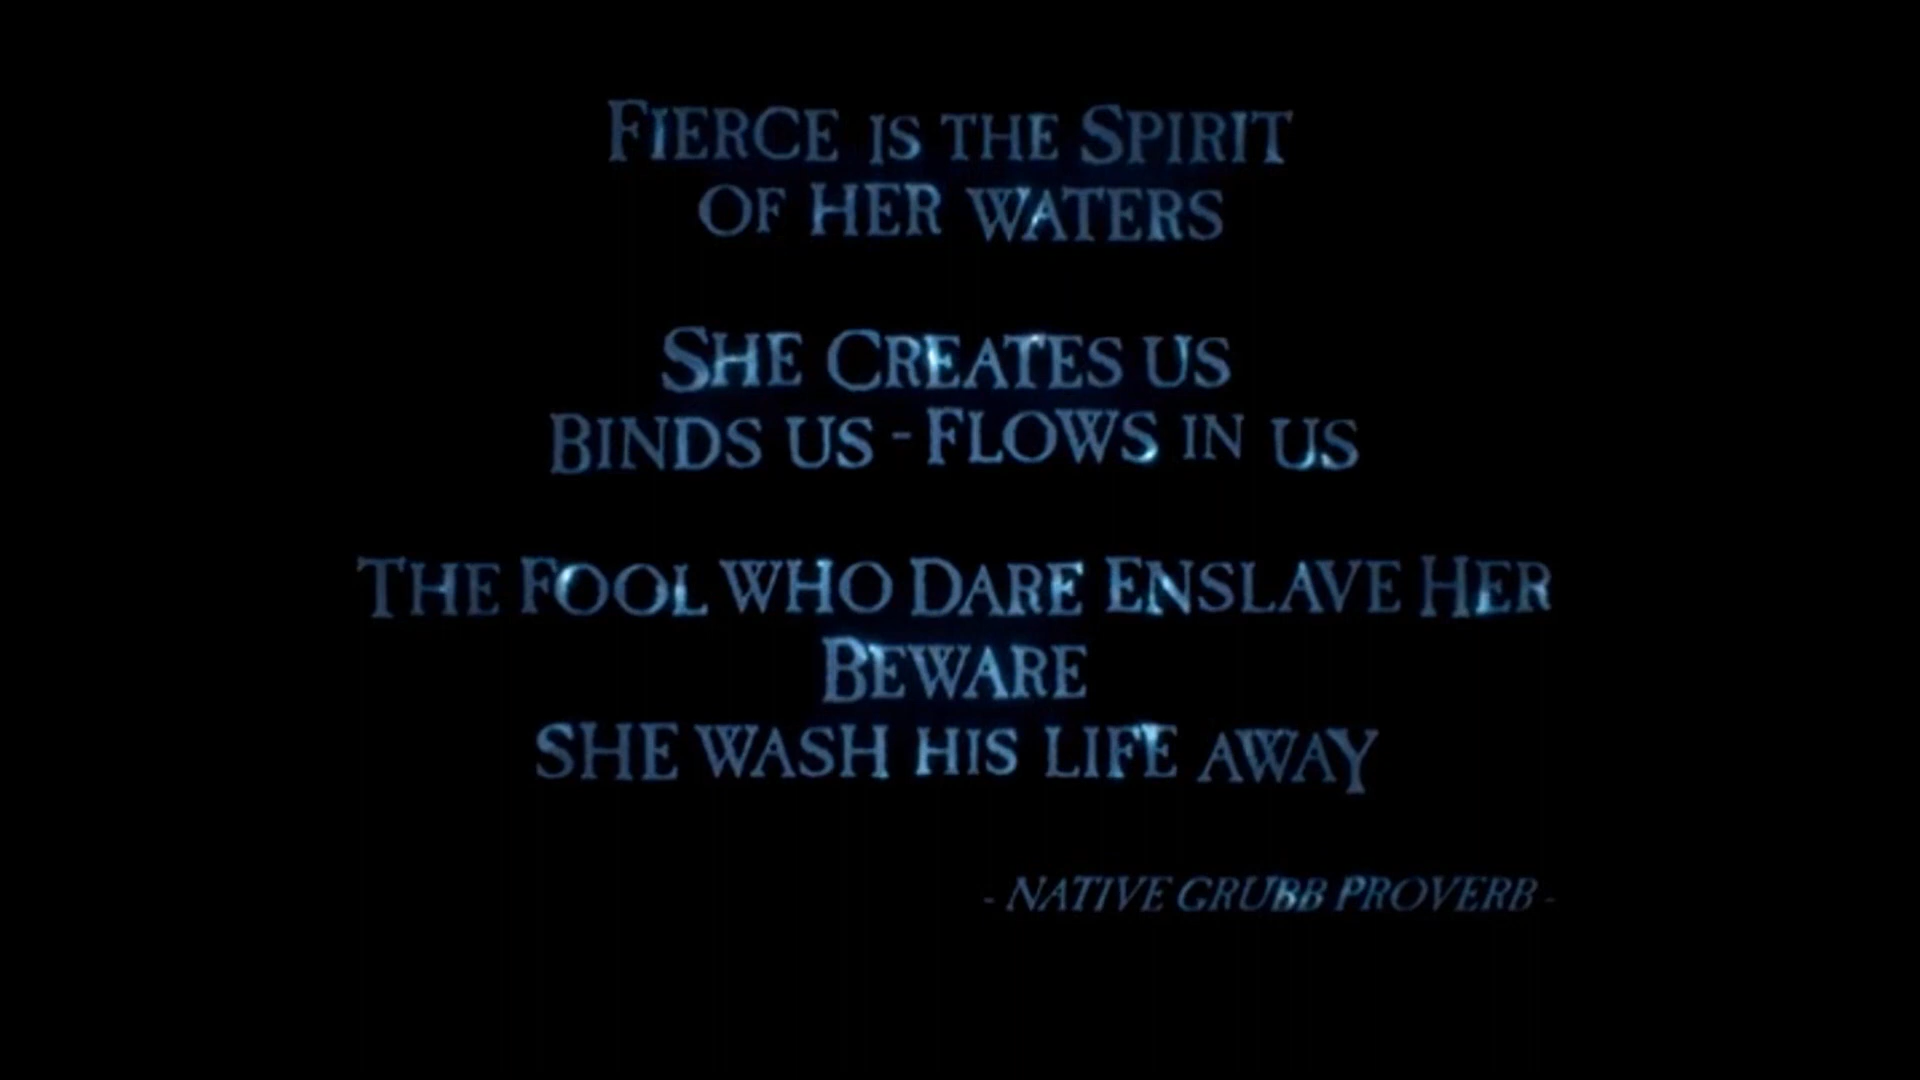 FIERCE IS THE SPIRIT
OF HER WATERS
SHE CREATES US
BINDS US - FLOWS IN US
THE FOOL WHO DARE ENSLAVE HER
BEWARE
SHE WASH HIS LIFE AWAY
- NATIVE GRUBB PROVERB -